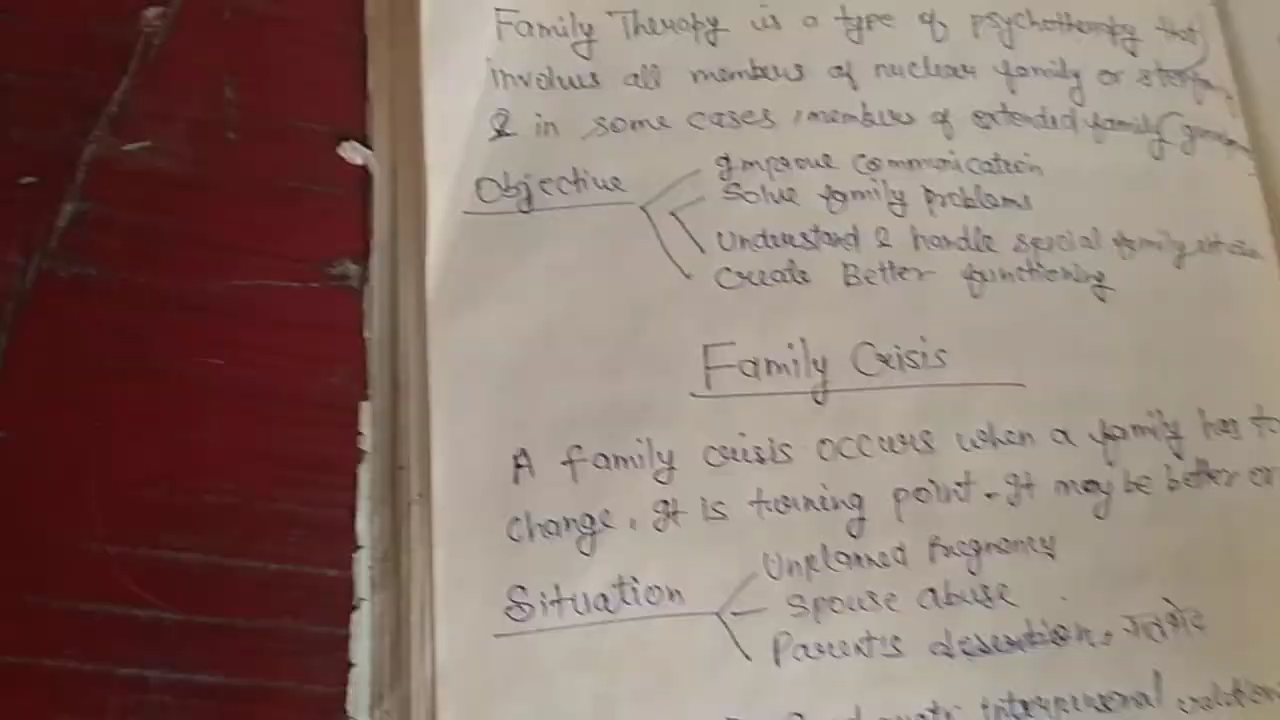 Family Therapy is a type of psychotherapy that
involves all members of nuclear family or
& in some cases, members of extended family (
Objective
Improve Communication
Solve family problems
Understand & handle special family
Create Better functioning
Family Crisis
A family crisis occurs when a family has to
change. It is turning point. It may be better or
Situation
Unplanned Pregnancy
Spouse abuse
Parents
interpersonal relation